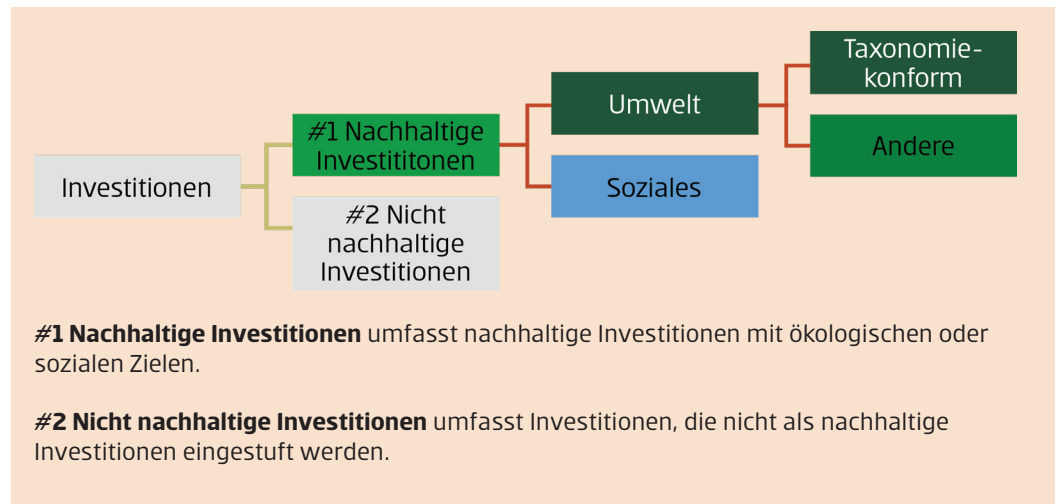 Investitionen
#1 Nachhaltige
Investititonen
#2 Nicht
nachhaltige
Investitionen
Umwelt
Soziales
Taxonomie-
konform
Andere
#1 Nachhaltige Investitionen umfasst nachhaltige Investitionen mit ökologischen oder
sozialen Zielen.
#2 Nicht nachhaltige Investitionen umfasst Investitionen, die nicht als nachhaltige
Investitionen eingestuft werden.